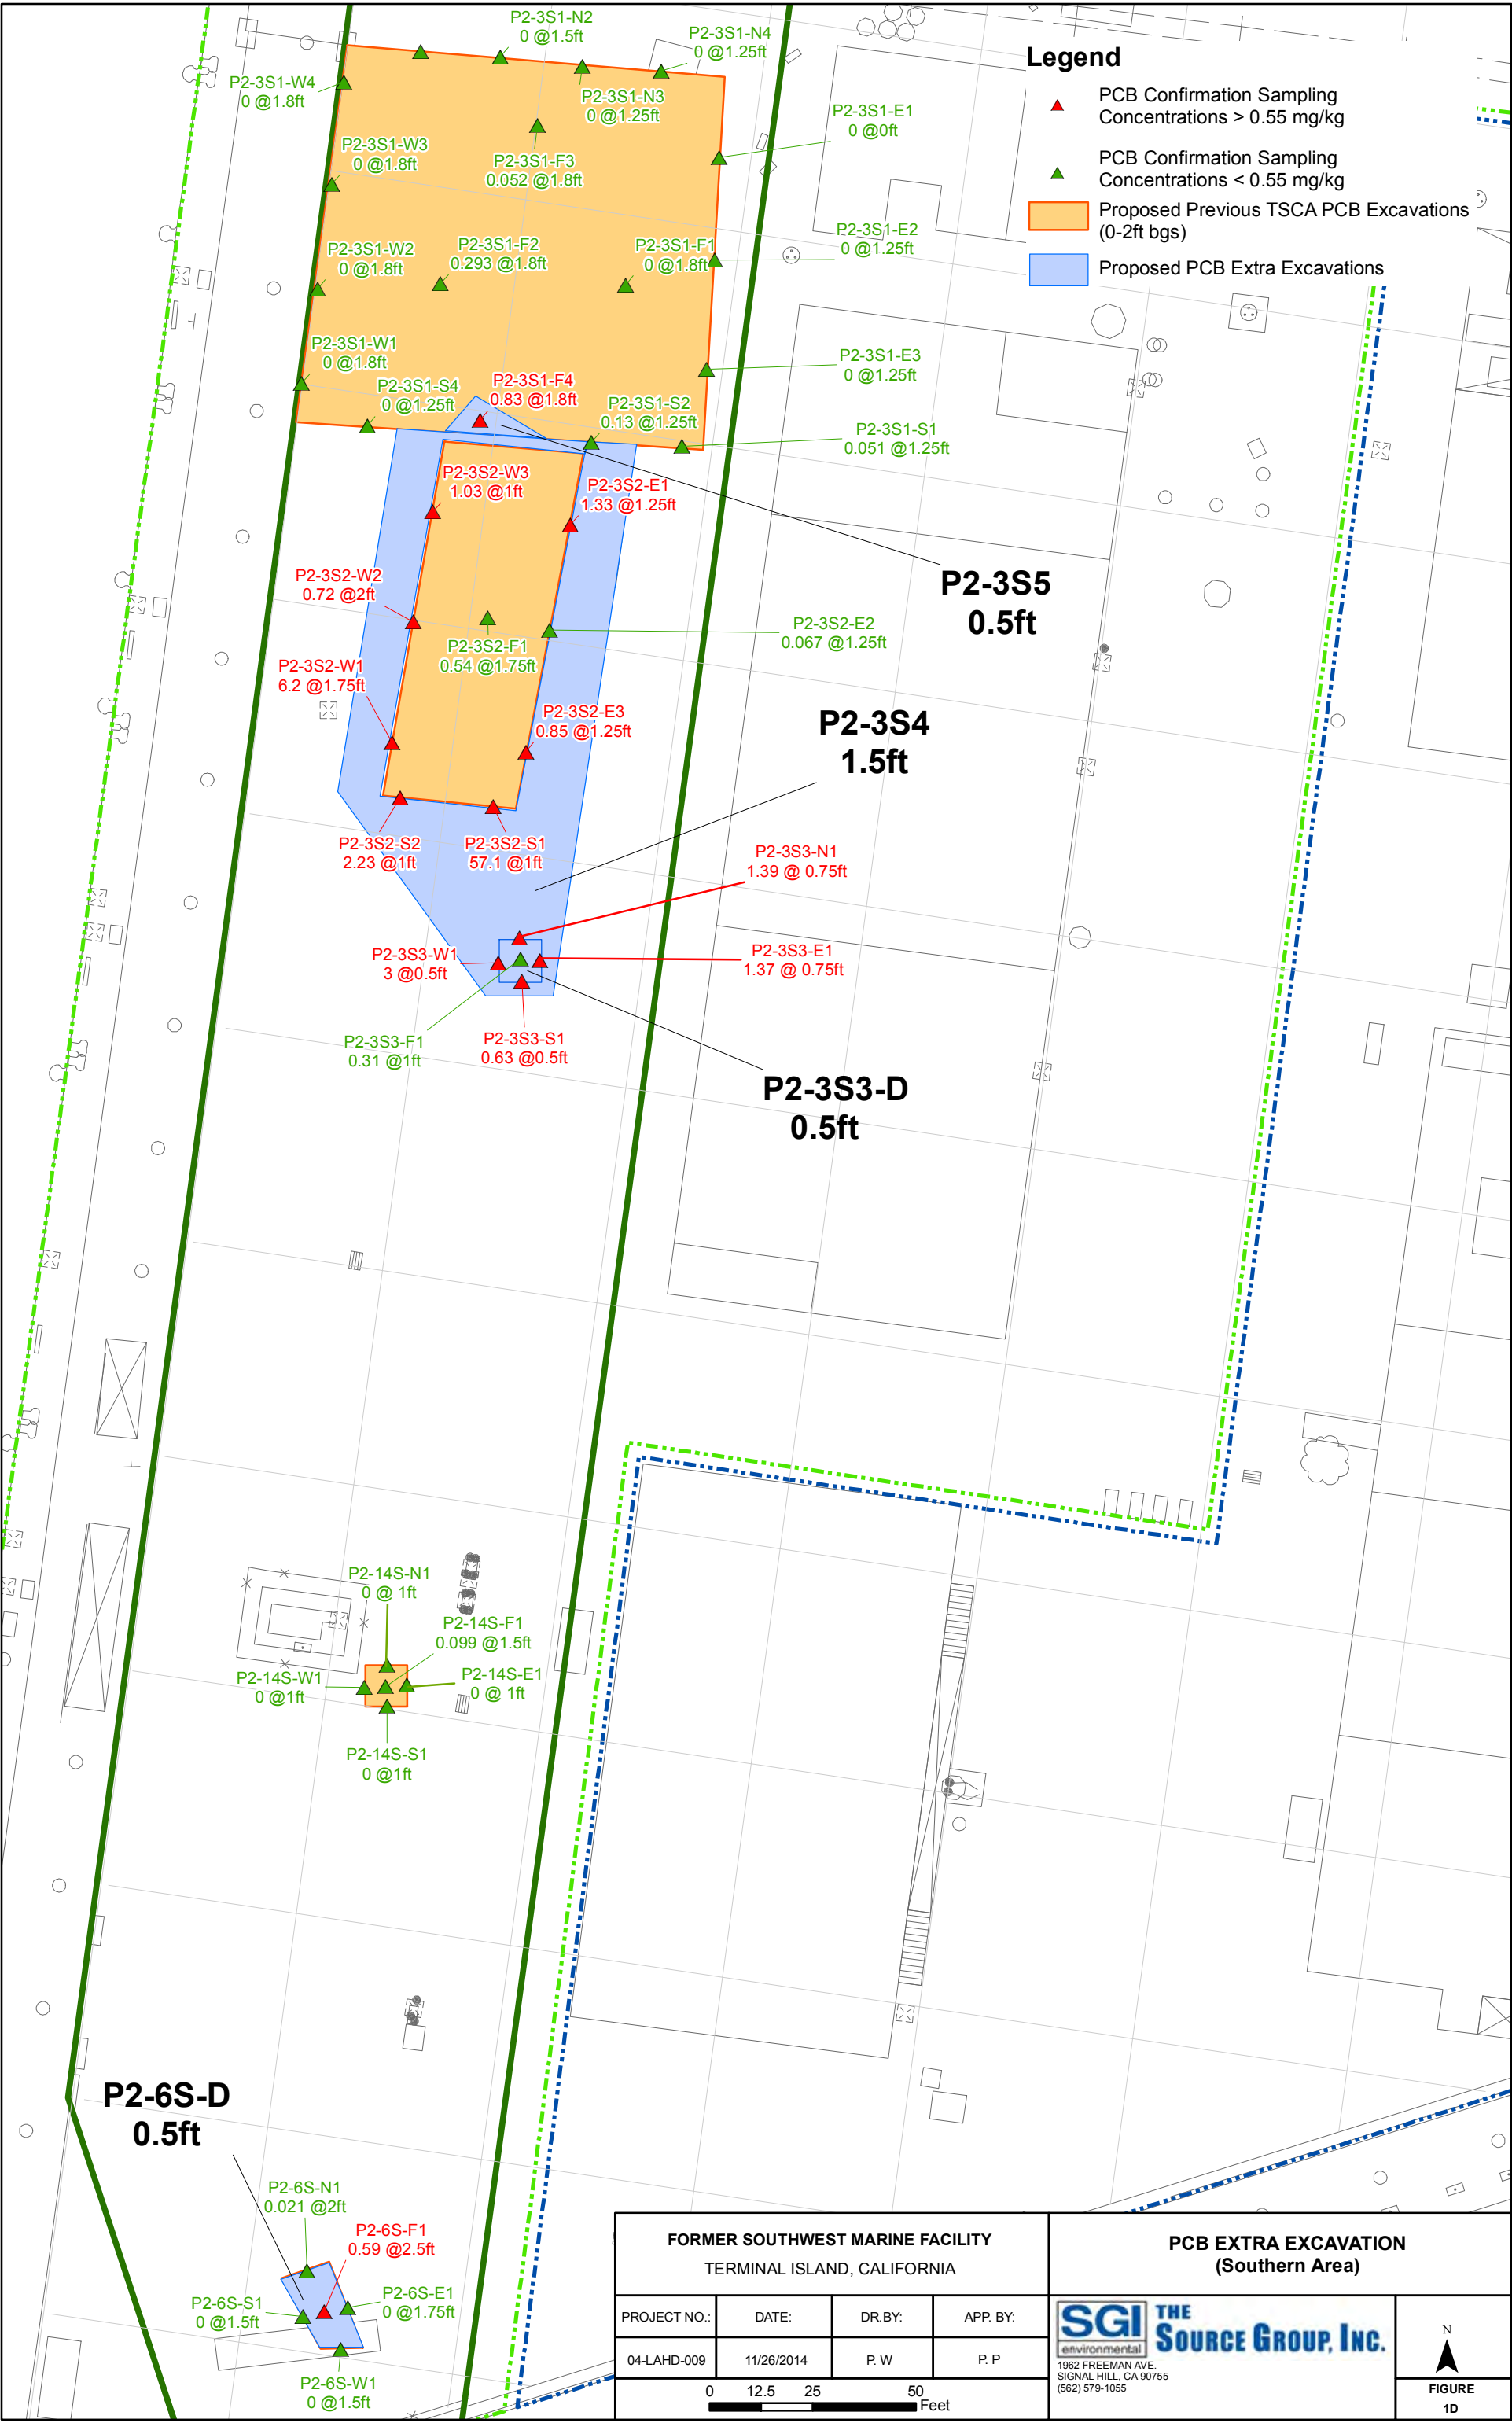 P2-3S1-N2
0 @1.5ft
P2-3S1-N4
0 @1.25ft
P2-3S1-W4
0 @1.8ft
P2-3S1-N3
0 @1.25ft
P2-3S1-E1
0 @0ft
P2-3S1-W3
0 @1.8ft
P2-3S1-F3
0.052 @1.8ft
P2-3S1-W2
0 @1.8ft
P2-3S1-F2
0.293 @1.8ft
P2-3S1-F1
0 @1.8ft
P2-3S1-E2
0 @1.25ft
P2-3S1-W1
0 @1.8ft
P2-3S1-S4
0 @1.25ft
P2-3S1-F4
0.83 @1.8ft
P2-3S1-S2
0.13 @1.25ft
P2-3S1-E3
0 @1.25ft
P2-3S1-S1
0.051 @1.25ft
Legend
PCB Confirmation Sampling
Concentrations > 0.55 mg/kg
PCB Confirmation Sampling
Concentrations < 0.55 mg/kg
Proposed Previous TSCA PCB Excavations
(0-2ft bgs)
Proposed PCB Extra Excavations
P2-3S2-W3
1.03 @1ft
P2-3S2-E1
1.33 @1.25ft
P2-3S5
0.5ft
P2-3S2-W2
0.72 @2ft
P2-3S2-F1
0.54 @1.75ft
P2-3S2-E2
0.067 @1.25ft
P2-3S2-W1
6.2 @1.75ft
P2-3S2-E3
0.85 @1.25ft
P2-3S4
1.5ft
P2-3S2-S2
2.23 @1ft
P2-3S2-S1
57.1 @1ft
P2-3S3-N1
1.39 @ 0.75ft
P2-3S3-W1
3 @0.5ft
P2-3S3-E1
1.37 @ 0.75ft
P2-3S3-F1
0.31 @1ft
P2-3S3-S1
0.63 @0.5ft
P2-3S3-D
0.5ft
P2-14S-N1
0 @ 1ft
P2-14S-F1
0.099 @1.5ft
P2-14S-W1
0 @1ft
P2-14S-E1
0 @ 1ft
P2-14S-S1
0 @1ft
P2-6S-D
0.5ft
P2-6S-N1
0.021 @2ft
P2-6S-F1
0.59 @2.5ft
P2-6S-S1
0 @1.5ft
P2-6S-E1
0 @1.75ft
P2-6S-W1
0 @1.5ft
FORMER SOUTHWEST MARINE FACILITY
TERMINAL ISLAND, CALIFORNIA
PROJECT NO.: DATE: DR.BY: APP. BY:
04-LAHD-009 11/26/2014 P. W P. P
0 12.5 25 50
Feet
PCB EXTRA EXCAVATION
(Southern Area)
SGI
environmental
THE
SOURCE GROUP, INC.
1962 FREEMAN AVE.
SIGNAL HILL, CA 90755
(562) 579-1055
N
FIGURE
1D